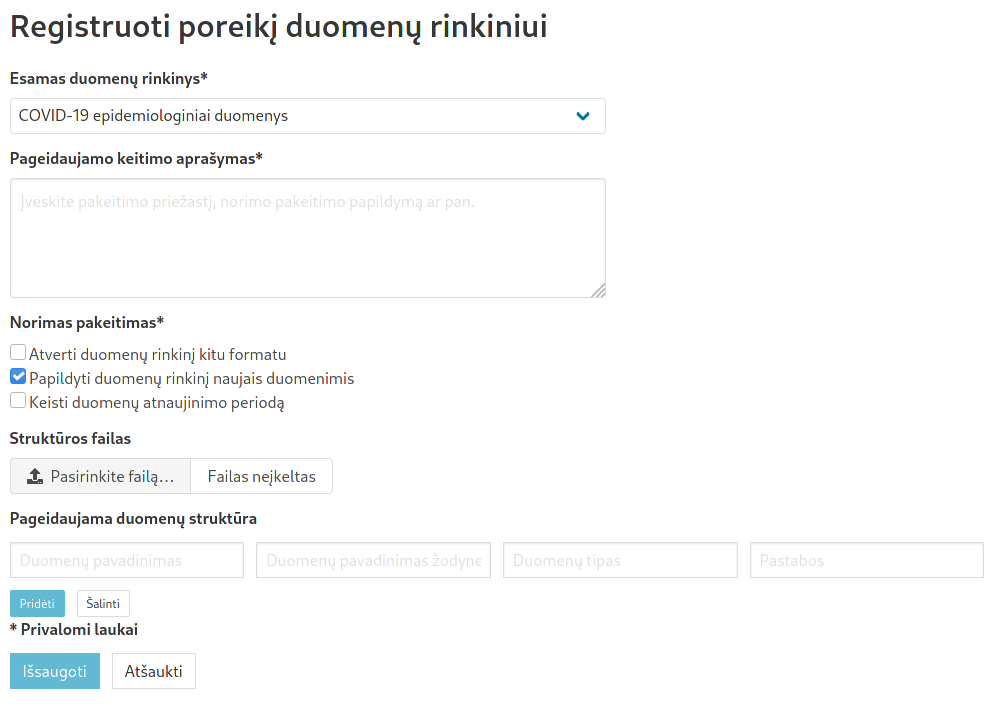 Registruoti poreikį duomenų rinkiniui
Esamas duomenų rinkinys*
COVID-19 epidemiologiniai duomenys
Pageidaujamo keitimo aprašymas*
Įveskite pakeitimo priežastį, norimo pakeitimo papildymą ar pan.
Norimas pakeitimas*
Atverti duomenų rinkinį kitu formatu
Papildyti duomenų rinkinį naujais duomenimis
Keisti duomenų atnaujinimo periodą
Struktūros failas
Pasirinkite failą… Failas neįkeltas
Pageidaujama duomenų struktūra
Duomenų pavadinimas Duomenų pavadinimas žodyne Duomenų tipas Pastabos
Pridėti Šalinti
* Privalomi laukai
Išsaugoti Atšaukti